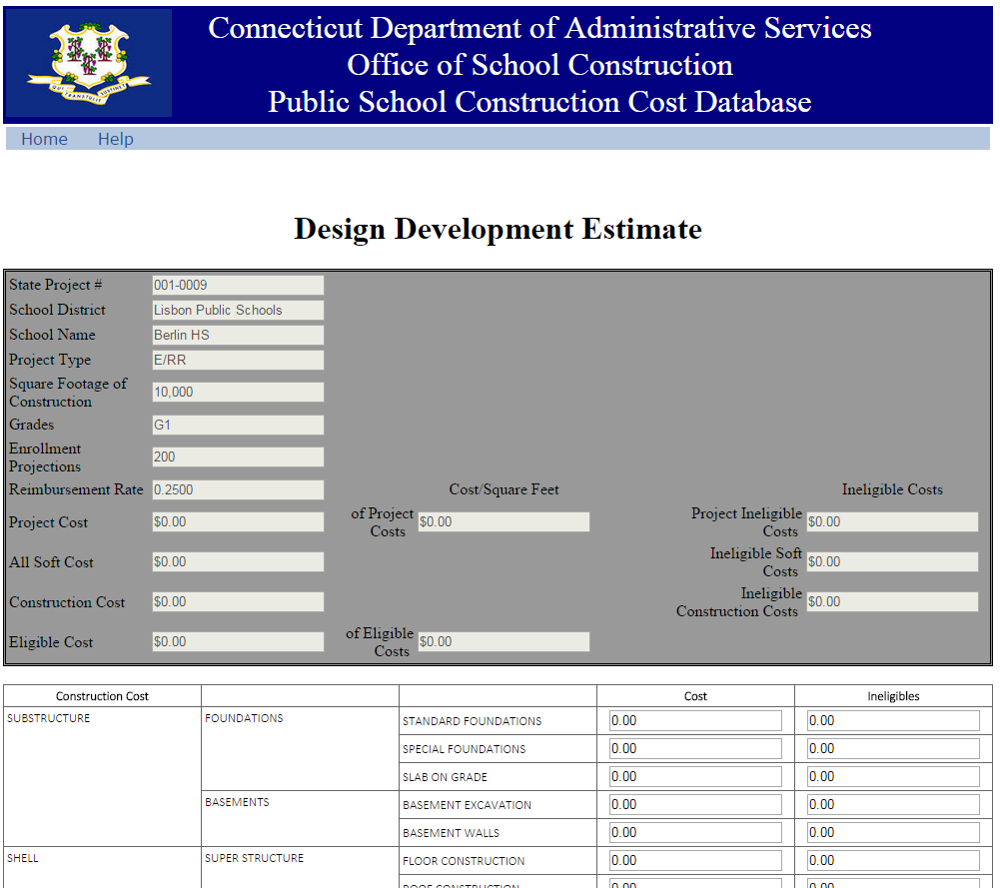 Connecticut Department of Administrative Services
Office of School Construction
Public School Construction Cost Database
QUI TRANSTULIT SUSTINET
Home Help
Design Development Estimate
State Project # 001-0009
School District Lisbon Public Schools
School Name Berlin HS
Project Type E/RR
Square Footage of
Construction 10,000
Grades G1
Enrollment
Projections 200
Reimbursement Rate 0.2500 Cost/Square Feet Ineligible Costs
Project Cost $0.00 of Project
Costs $0.00 Project Ineligible
Costs $0.00
All Soft Cost $0.00 Ineligible Soft
Costs $0.00
Construction Cost $0.00 Ineligible
Construction Costs $0.00
Eligible Cost $0.00 of Eligible
Costs $0.00
Construction Cost Cost Ineligibles
SUBSTRUCTURE FOUNDATIONS STANDARD FOUNDATIONS 0.00 0.00
SPECIAL FOUNDATIONS 0.00 0.00
SLAB ON GRADE 0.00 0.00
BASEMENTS BASEMENT EXCAVATION 0.00 0.00
BASEMENT WALLS 0.00 0.00
SHELL SUPER STRUCTURE FLOOR CONSTRUCTION 0.00 0.00
ROOF CONSTRUCTION 0.00 0.00